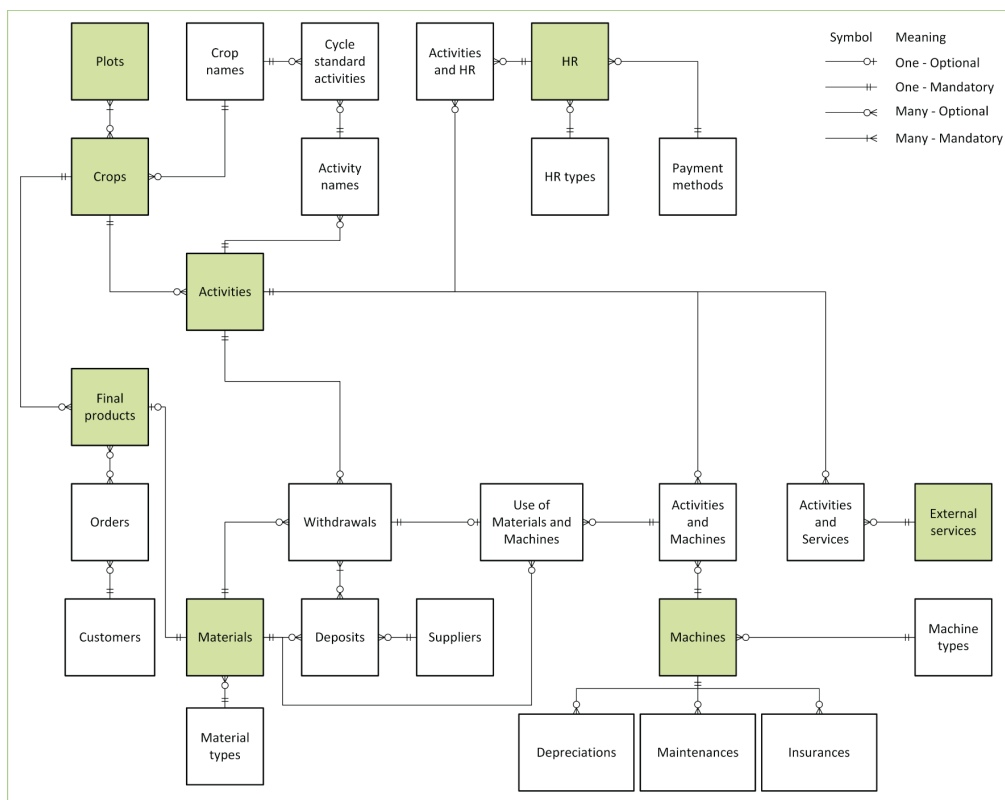 Plots
Crop
names
Cycle
standard
activities
Activities
and HR
HR
Symbol
Meaning
One - Optional
One - Mandatory
Many - Optional
Many - Mandatory
Crops
Activity
names
HR types
Payment
methods
Activities
Final
products
Orders
Withdrawals
Use of
Materials and
Machines
Activities
and
Machines
Activities
and
Services
External
services
Customers
Materials
Deposits
Suppliers
Machines
Machine
types
Material
types
Depreciations
Maintenances
Insurances